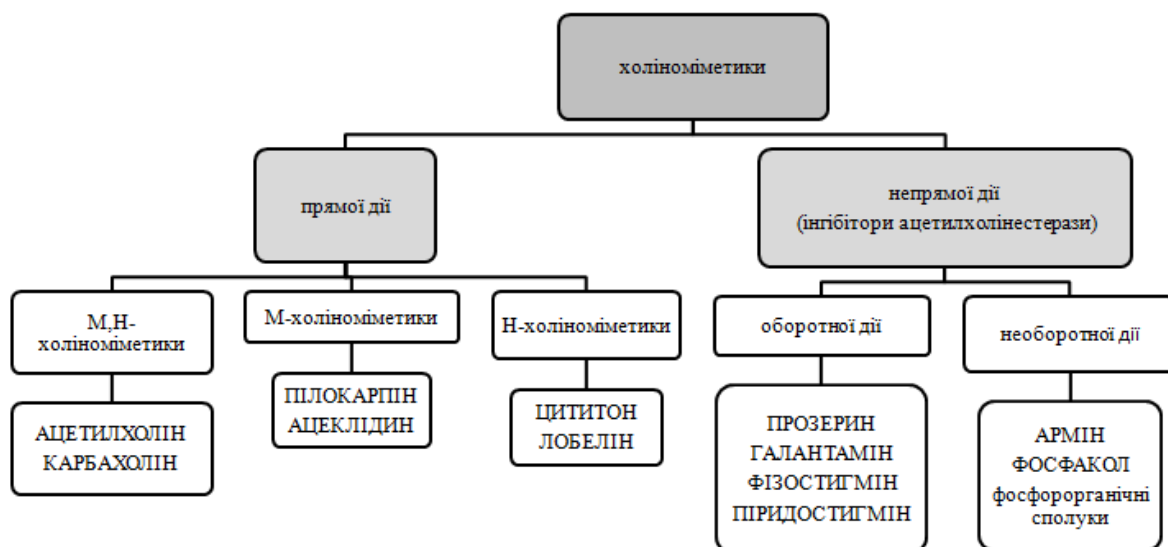 холіноміметики
прямої дії
непрямої дії
(інгібітори ацетилхолінестерази)
М,Н-
холіноміметики
М-холіноміметики
Н-холіноміметики
оборотної дії
необоротної дії
АЦЕТИЛХОЛІН
КАРБАХОЛІН
ПІЛОКАРПІН
АЦЕКЛІДИН
ЦИТИТОН
ЛОБЕЛІН
ПРОЗЕРИН
ГАЛАНТАМІН
ФІЗОСТИГМІН
ПІРИДОСТИГМІН
АРМІН
ФОСФАКОЛ
фосфорорганічні
сполуки